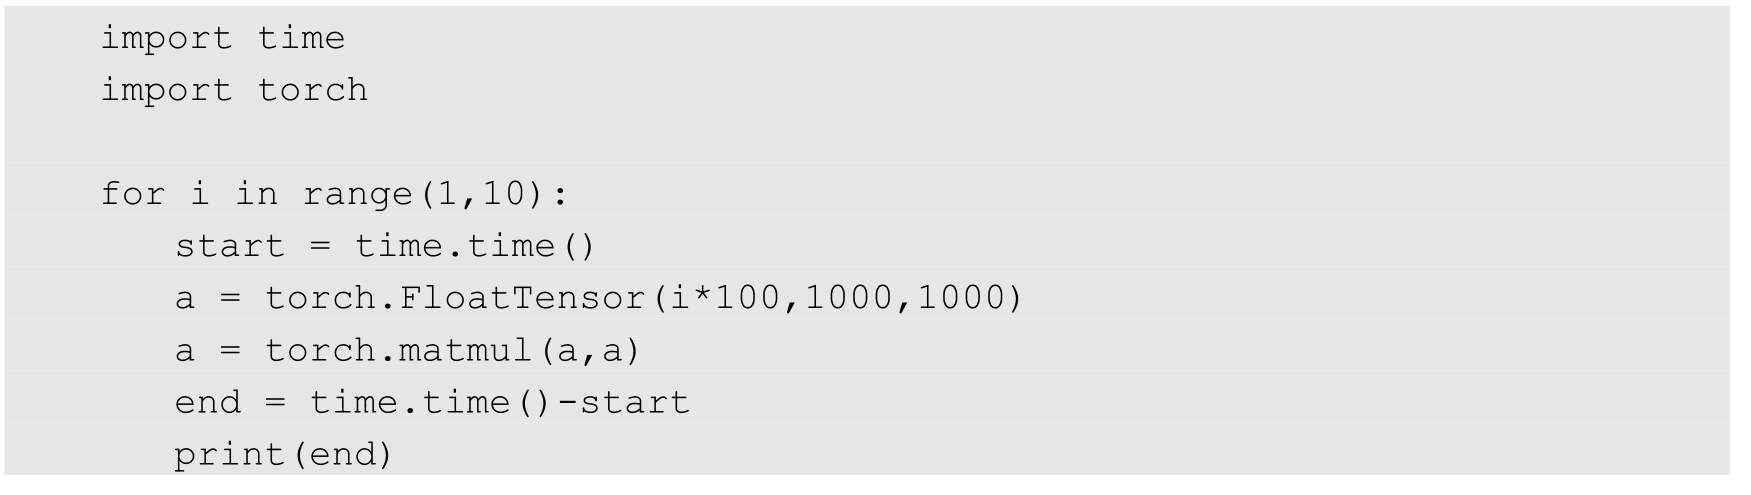 import time
import torch

for i in range(1,10):
    start = time.time()
    a = torch.FloatTensor(i*100,1000,1000)
    a = torch.matmul(a,a)
    end = time.time()-start
    print(end)